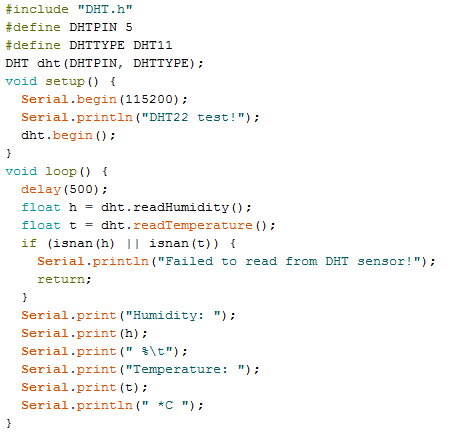 #include "DHT.h"
#define DHTPIN 5
#define DHTTYPE DHT11
DHT dht(DHTPIN, DHTTYPE);
void setup() {
  Serial.begin(115200);
  Serial.println("DHT22 test!");
  dht.begin();
}
void loop() {
  delay(500);
  float h = dht.readHumidity();
  float t = dht.readTemperature();
  if (isnan(h) || isnan(t)) {
    Serial.println("Failed to read from DHT sensor!");
    return;
  }
  Serial.print("Humidity: ");
  Serial.print(h);
  Serial.print(" %\t");
  Serial.print("Temperature: ");
  Serial.print(t);
  Serial.println(" *C ");
}